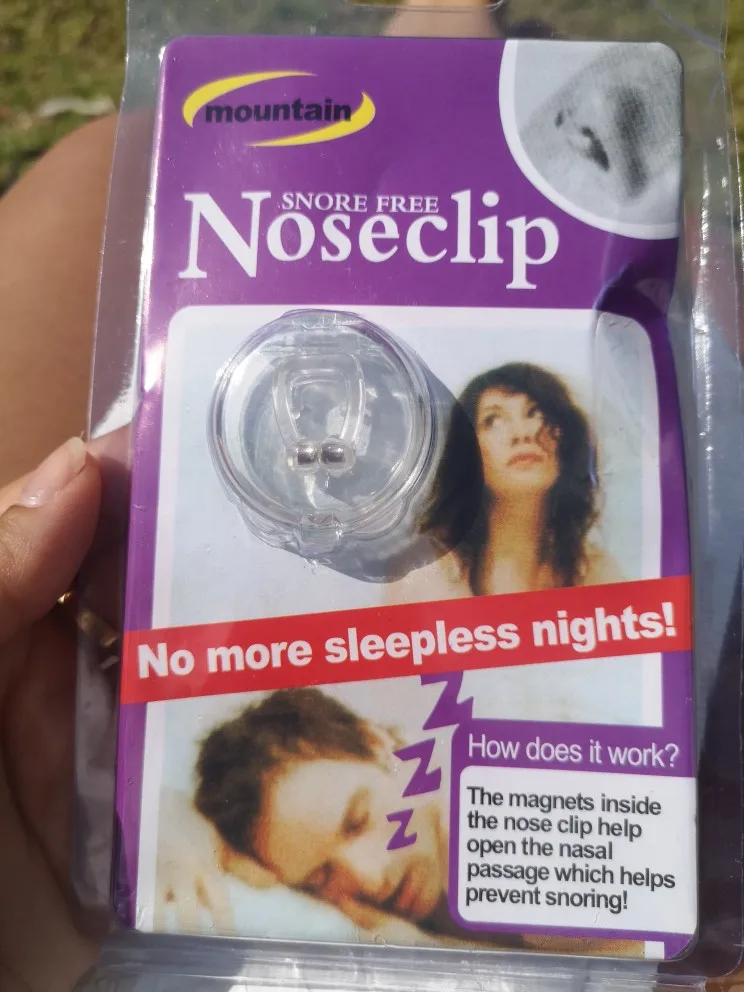 mountain
SNORE FREE
Noseclip
No more sleepless nights!
Z
Z
Z
How does it work?
The magnets inside
the nose clip help
open the nasal
passage which helps
prevent snoring!